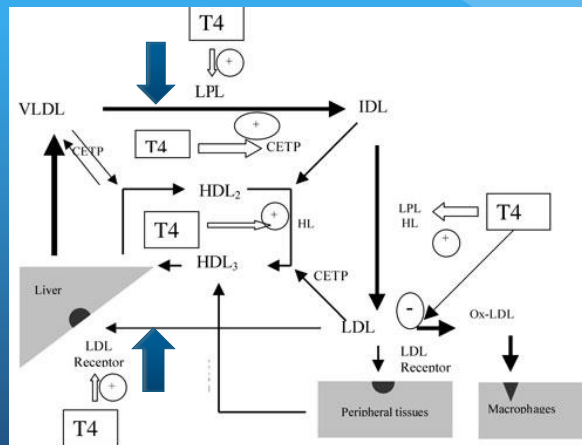 T4
+
LPL
VLDL
IDL
T4
+
CETP
CETP
HDL2
LPL
HL
T4
+
T4
+
HL
HDL3
Liver
CETP
-
LDL
Ox-LDL
LDL
Receptor
LDL
Recentor
+
T4
Peripheral tissues
Macrophages